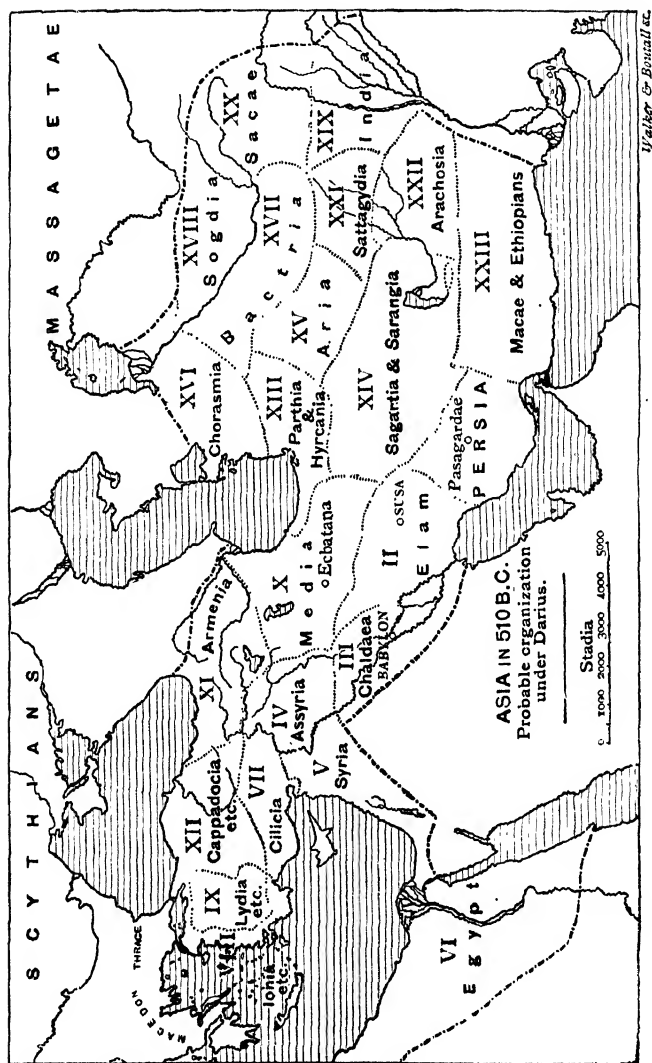 SCYTHIANS
MASSAGETAE
MACEDON
THRACE
VIII
Ionia
etc.
IX
Lydia
etc.
XII
Cappadocia
etc.
VII
Cilicia
XI
Armenia
IV
Assyria
V
Syria
VI
Egypt
III
Chaldaea
BABYLON
X
Media
Ecbatana
II
Elam
SUSA
Pasagardae
PERSIA
XVI
Chorasmia
XIII
Parthia
&
Hyrcania
XV
Aria
XIV
Sagartia & Sarangia
Bactria
XVII
XVIII
Sogdia
XX
Sacae
XIX
India
XXI
Sattagydia
XXII
Arachosia
XXIII
Macae & Ethiopians
ASIA IN 510 B.C.
Probable organization
under Darius.
Stadia
0 1000 2000 3000 4000 5000
Walker & Boutall sc.